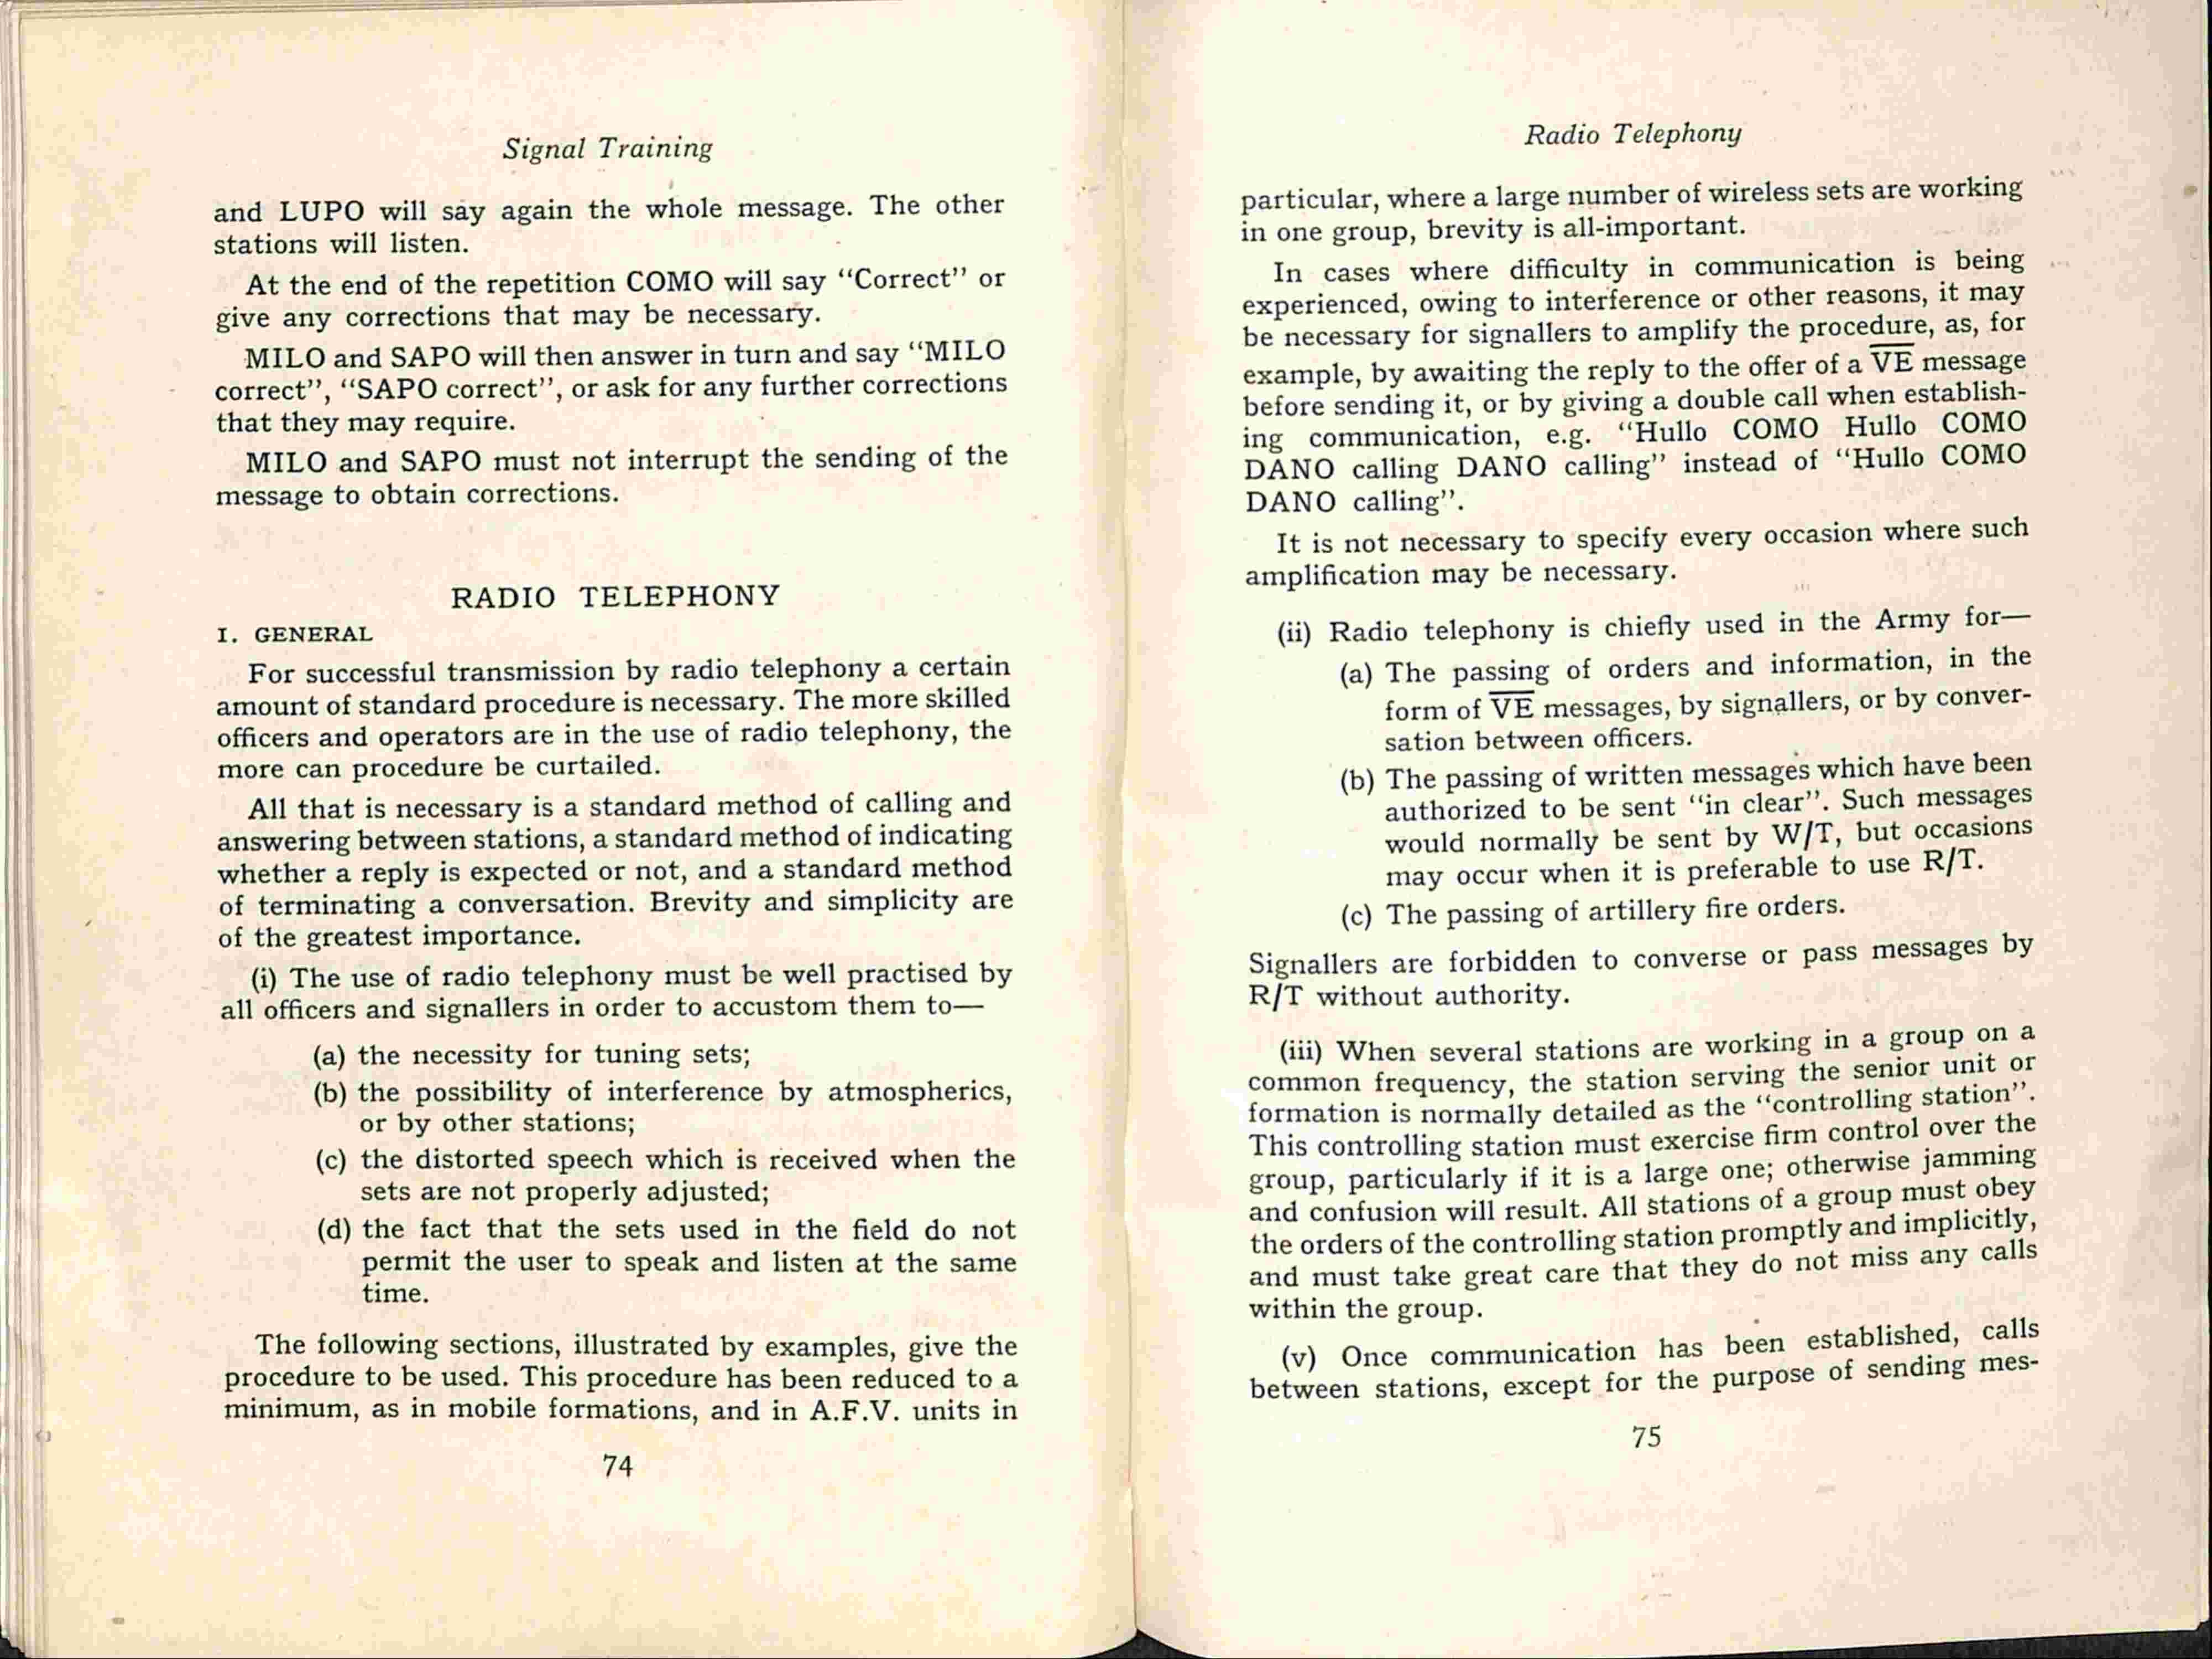 Signal Training
and LUPO will say again the whole message. The other
stations will listen.
At the end of the repetition COMO will say “Correct” or
give any corrections that may be necessary.
MILO and SAPO will then answer in turn and say “MILO
correct”, “SAPO correct”, or ask for any further corrections
that they may require.
MILO and SAPO must not interrupt the sending of the
message to obtain corrections.
RADIO TELEPHONY
I. GENERAL
For successful transmission by radio telephony a certain
amount of standard procedure is necessary. The more skilled
officers and operators are in the use of radio telephony, the
more can procedure be curtailed.
All that is necessary is a standard method of calling and
answering between stations, a standard method of indicating
whether a reply is expected or not, and a standard method
of terminating a conversation. Brevity and simplicity are
of the greatest importance.
(i) The use of radio telephony must be well practised by
all officers and signallers in order to accustom them to—
(a) the necessity for tuning sets;
(b) the possibility of interference by atmospherics,
or by other stations;
(c) the distorted speech which is received when the
sets are not properly adjusted;
(d) the fact that the sets used in the field do not
permit the user to speak and listen at the same
time.
The following sections, illustrated by examples, give the
procedure to be used. This procedure has been reduced to a
minimum, as in mobile formations, and in A.F.V. units in
74
Radio Telephony
particular, where a large number of wireless sets are working
in one group, brevity is all-important.
In cases where difficulty in communication is being
experienced, owing to interference or other reasons, it may
be necessary for signallers to amplify the procedure, as, for
example, by awaiting the reply to the offer of a V̅E̅ message
before sending it, or by giving a double call when establish-
ing communication, e.g. “Hullo COMO Hullo COMO
DANO calling DANO calling” instead of “Hullo COMO
DANO calling”.
It is not necessary to specify every occasion where such
amplification may be necessary.
(ii) Radio telephony is chiefly used in the Army for—
(a) The passing of orders and information, in the
form of V̅E̅ messages, by signallers, or by conver-
sation between officers.
(b) The passing of written messages which have been
authorized to be sent “in clear”. Such messages
would normally be sent by W/T, but occasions
may occur when it is preferable to use R/T.
(c) The passing of artillery fire orders.
Signallers are forbidden to converse or pass messages by
R/T without authority.
(iii) When several stations are working in a group on a
common frequency, the station serving the senior unit or
formation is normally detailed as the “controlling station”.
This controlling station must exercise firm control over the
group, particularly if it is a large one; otherwise jamming
and confusion will result. All stations of a group must obey
the orders of the controlling station promptly and implicitly,
and must take great care that they do not miss any calls
within the group.
(v) Once communication has been established, calls
between stations, except for the purpose of sending mes-
75